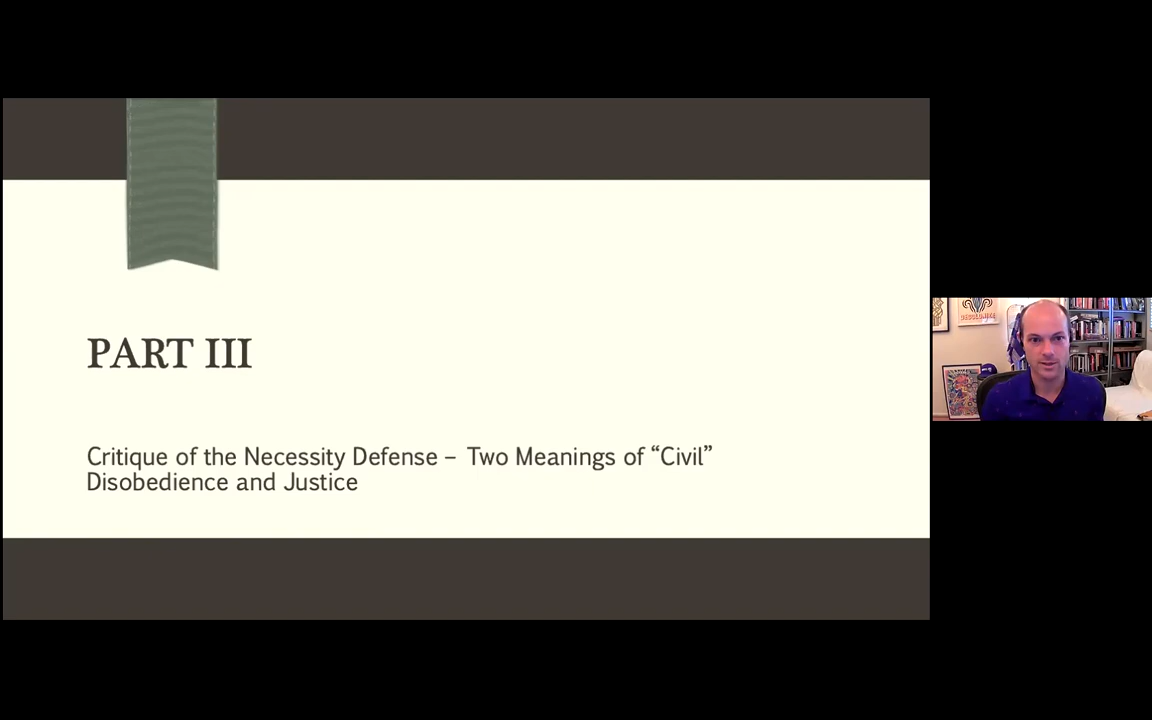 PART III
Critique of the Necessity Defense – Two Meanings of “Civil”
Disobedience and Justice